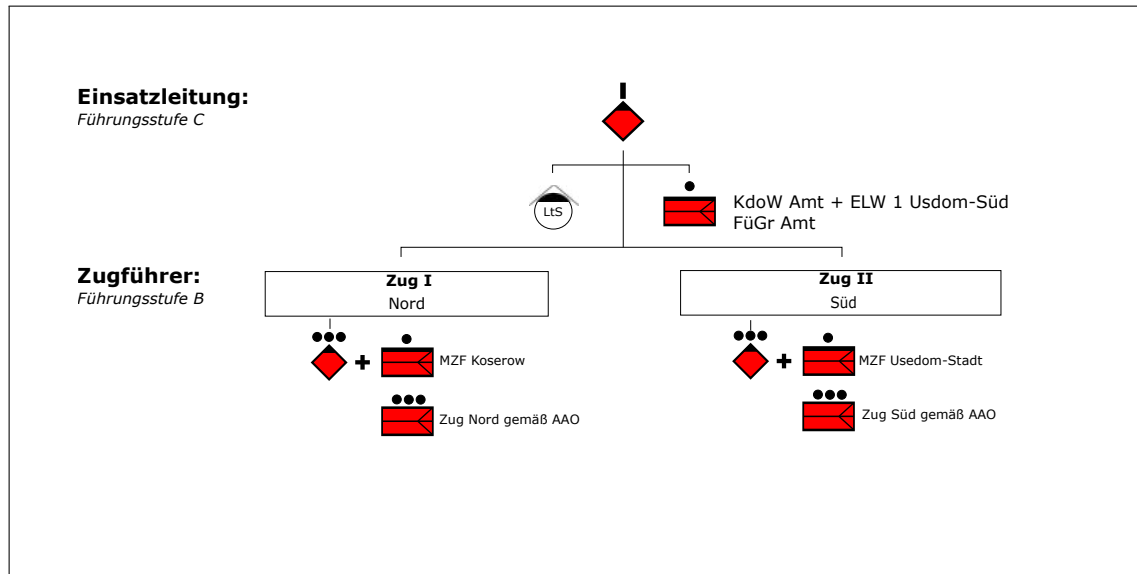 Einsatzleitung:
Führungsstufe C
LtS
KdoW Amt + ELW 1 Usdom-Süd
FüGr Amt
Zugführer:
Führungsstufe B
Zug I
Nord
Zug II
Süd
MZF Koserow
MZF Usedom-Stadt
Zug Nord gemäß AAO
Zug Süd gemäß AAO